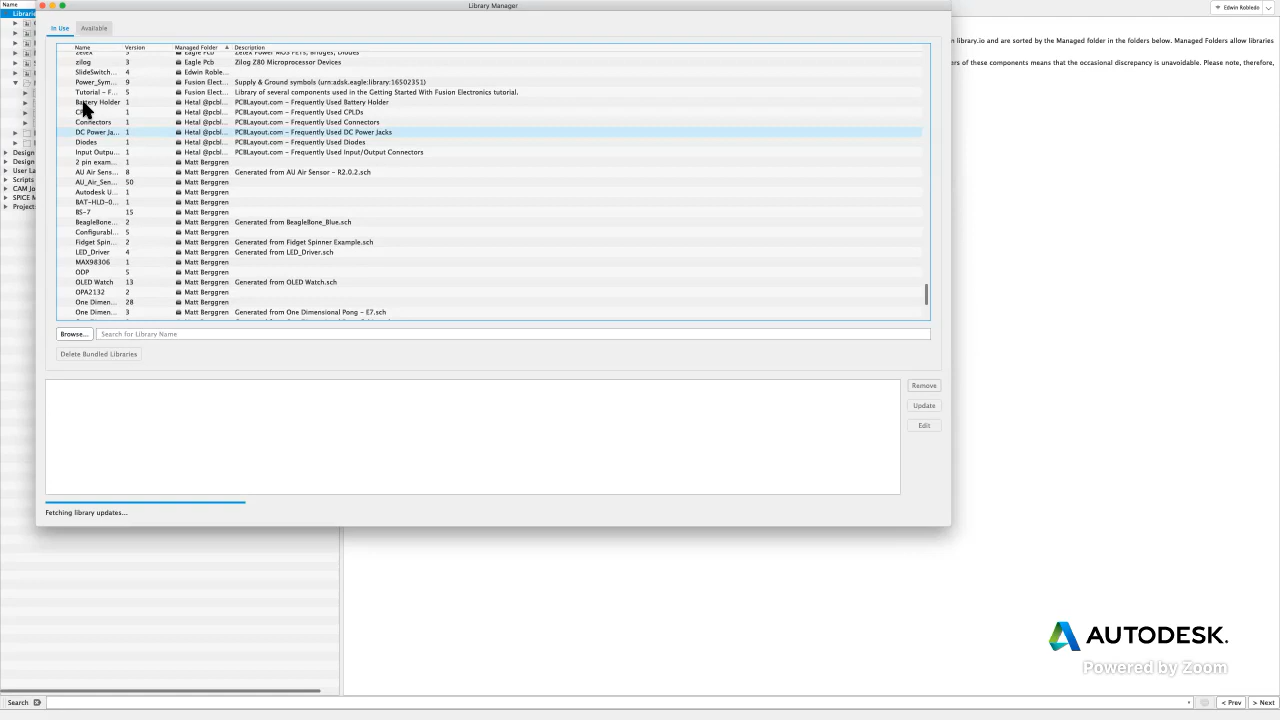 Name
Library Manager
Edwin Robledo
Librarie
In Use
Available
n library.io and are sorted by the Managed folder in the folders below. Managed Folders allow libraries
ers of these components means that the occasional discrepancy is unavoidable. Please note, therefore,
Name Version Managed Folder Description
zetex 5 Eagle Pcb Zetex Power MOS FETs, Bridges, Diodes
zilog 3 Eagle Pcb Zilog Z80 Microprocessor Devices
SlideSwitch... 4 Edwin Roble...
Power_Sym... 9 Fusion Elect... Supply & Ground symbols (urn:adsk.eagle:library:16502351)
Tutorial - F... 5 Fusion Elect... Library of several components used in the Getting Started With Fusion Electronics tutorial.
Battery Holder 1 Hetal @pcbl... PCBLayout.com - Frequently Used Battery Holder
1 Hetal @pcbl... PCBLayout.com - Frequently Used CPLDs
Connectors 1 Hetal @pcbl... PCBLayout.com - Frequently Used Connectors
DC Power Ja... 1 Hetal @pcbl... PCBLayout.com - Frequently Used DC Power Jacks
Diodes 1 Hetal @pcbl... PCBLayout.com - Frequently Used Diodes
Input Outpu... 1 Hetal @pcbl... PCBLayout.com - Frequently Used Input/Output Connectors
2 pin exam... 1 Matt Berggren
AU Air Sens... 8 Matt Berggren Generated from AU Air Sensor - R2.0.2.sch
AU_Air_Sen... 50 Matt Berggren
Autodesk U... 1 Matt Berggren
BAT-HLD-0... 1 Matt Berggren
BS-7 15 Matt Berggren
BeagleBone... 2 Matt Berggren Generated from BeagleBone_Blue.sch
Configurabl... 5 Matt Berggren
Fidget Spin... 2 Matt Berggren Generated from Fidget Spinner Example.sch
LED_Driver 4 Matt Berggren Generated from LED_Driver.sch
MAX98306 1 Matt Berggren
ODP 5 Matt Berggren
OLED Watch 13 Matt Berggren Generated from OLED Watch.sch
OPA2132 2 Matt Berggren
One Dimen... 28 Matt Berggren
One Dimen... 3 Matt Berggren Generated from One Dimensional Pong - E7.sch
Design
Design
User La
Scripts
CAM Jo
SPICE M
Project
Browse... Search for Library Name
Delete Bundled Libraries
Remove
Update
Edit
Fetching library updates...
AUTODESK.
Powered by Zoom
Search
< Prev
> Next